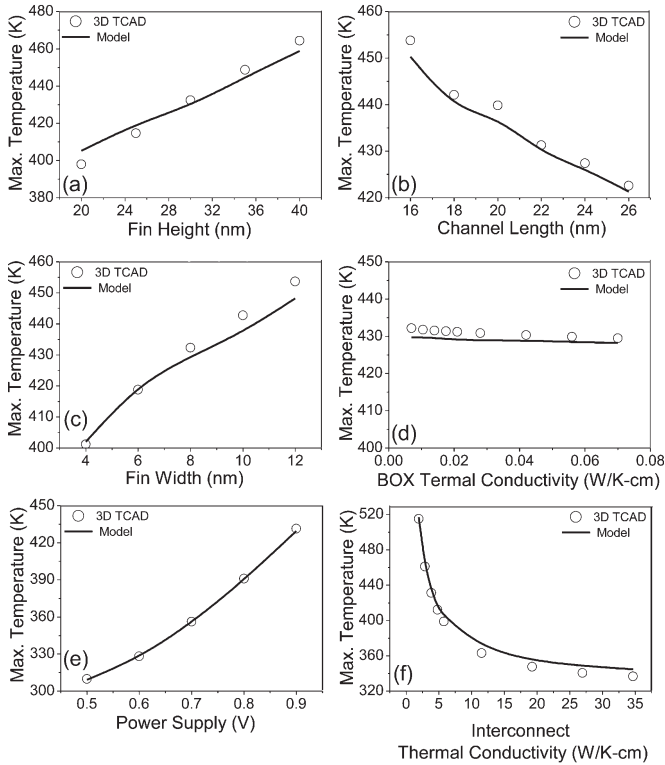 480
460
440
420
400
380
Max. Temperature (K)
3D TCAD
Model
(a)
20 24 28 32 36 40
Fin Height (nm)
460
450
440
430
420
Max. Temperature (K)
3D TCAD
Model
(b)
16 18 20 22 24 26
Channel Length (nm)
460
450
440
430
420
410
400
Max. Temperature (K)
3D TCAD
Model
(c)
4 6 8 10 12
Fin Width (nm)
450
440
430
420
410
400
Max. Temperature (K)
3D TCAD
Model
(d)
0.00 0.02 0.04 0.06 0.08
BOX Termal Conductivity (W/K-cm)
450
420
390
360
330
300
Max. Temperature (K)
3D TCAD
Model
(e)
0.5 0.6 0.7 0.8 0.9
Power Supply (V)
520
480
440
400
360
320
Max. Temperature (K)
3D TCAD
Model
(f)
0 5 10 15 20 25 30 35
Interconnect
Thermal Conductivity (W/K-cm)